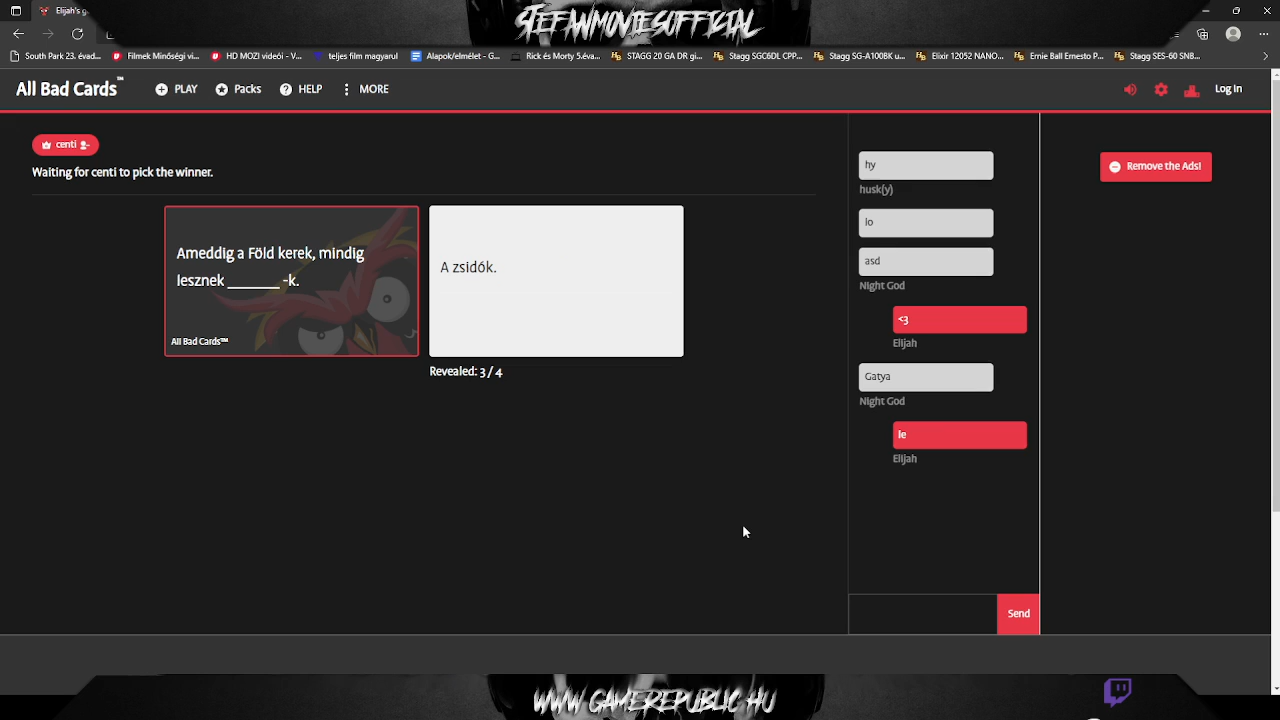 STEFANMOVIESOFFICIAL
Elijah's g
South Park 23. évad...
Filmek Minőségi vi...
HD MOZI videói - V...
teljes film magyarul
Alapok/elmélet - G...
Rick és Morty 5.éva...
STAGG 20 GA DR gi...
Stagg SGC6DL CPP...
Stagg SG-A100BK u...
Elixir 12052 NANO...
Ernie Ball Ernesto P...
Stagg SES-60 SNB...
All Bad Cards™
PLAY
Packs
HELP
MORE
Log In
centi
Waiting for centi to pick the winner.
Ameddig a Föld kerek, mindig
lesznek _______ -k.
All Bad Cards™
A zsidók.
Revealed: 3 / 4
hy
husk(y)
lo
asd
Night God
<3
Elijah
Gatya
Night God
le
Elijah
Send
Remove the Ads!
WWW GAMEREPUBLIC.HU